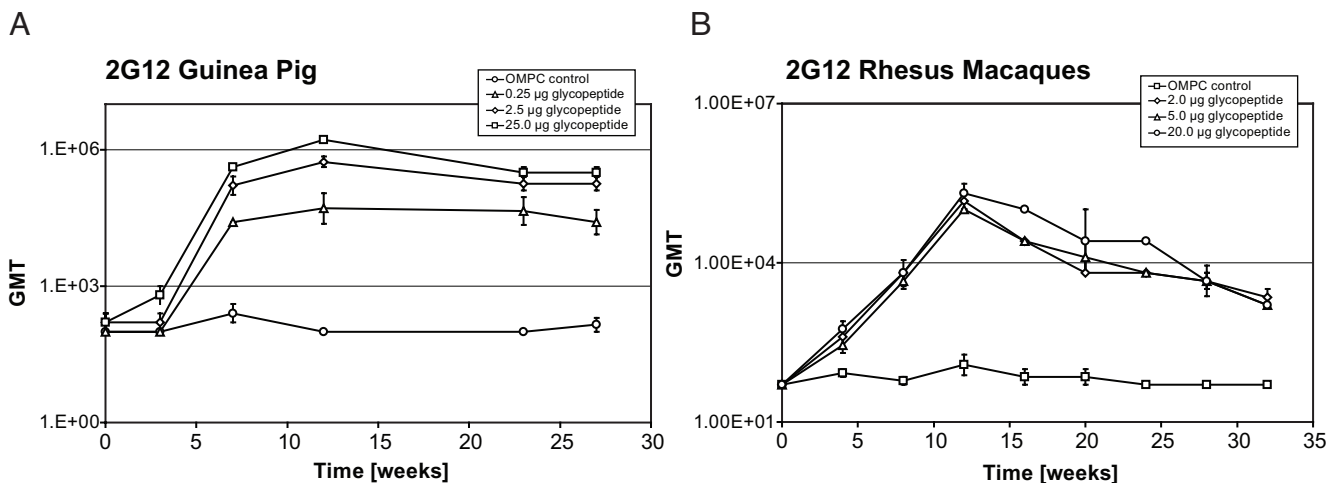 A
2G12 Guinea Pig
OMPC control
0.25 µg glycopeptide
2.5 µg glycopeptide
25.0 µg glycopeptide
1.E+06
1.E+03
1.E+00
GMT
0 5 10 15 20 25 30
Time [weeks]
B
2G12 Rhesus Macaques
OMPC control
2.0 µg glycopeptide
5.0 µg glycopeptide
20.0 µg glycopeptide
1.00E+07
1.00E+04
1.00E+01
GMT
0 5 10 15 20 25 30 35
Time [weeks]